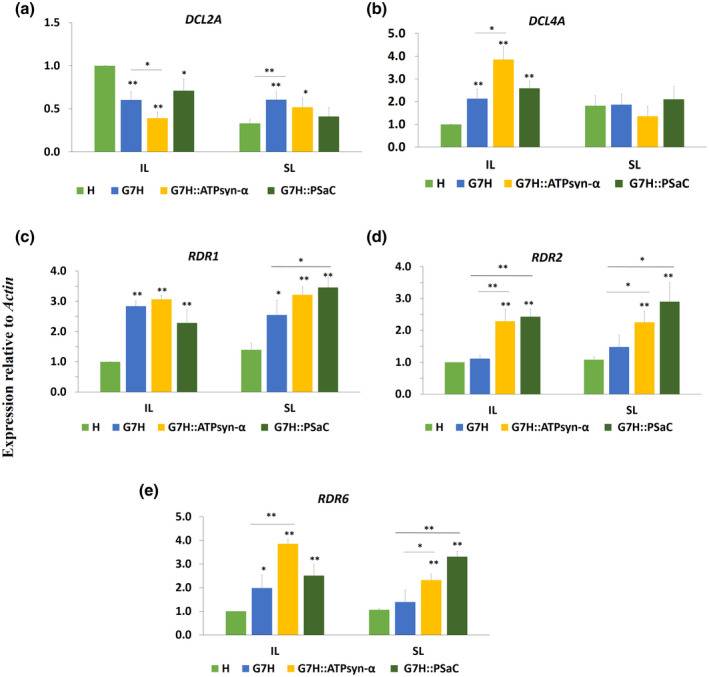 (a) DCL2A
1.5
1.0
0.5
0.0
** * ** * ** ** *
IL SL
H G7H G7H::ATPsyn-α G7H::PSaC
(b) DCL4A
5.0
4.0
3.0
2.0
1.0
0.0
** * ** **
IL SL
H G7H G7H::ATPsyn-α G7H::PSaC
Expression relative to Actin
(c) RDR1
4.0
3.0
2.0
1.0
0.0
** ** ** * * ** **
IL SL
H G7H G7H::ATPsyn-α G7H::PSaC
(d) RDR2
4.0
3.0
2.0
1.0
0.0
** ** ** ** * * ** **
IL SL
H G7H G7H::ATPsyn-α G7H::PSaC
(e) RDR6
5.0
4.0
3.0
2.0
1.0
0.0
** * ** ** ** * ** **
IL SL
H G7H G7H::ATPsyn-α G7H::PSaC